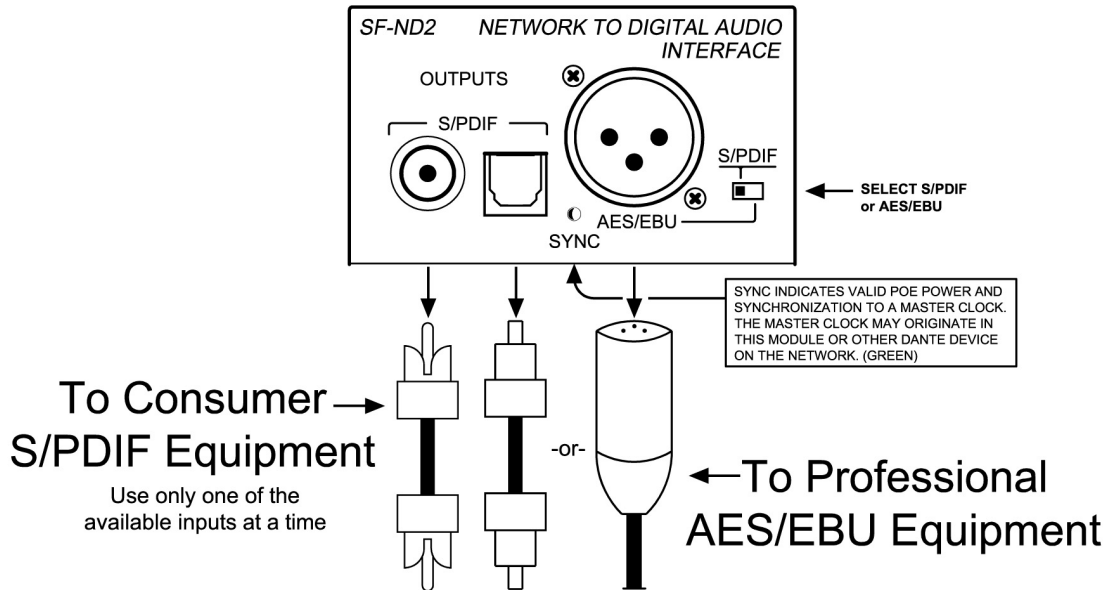 SF-ND2 NETWORK TO DIGITAL AUDIO
INTERFACE
OUTPUTS
S/PDIF
S/PDIF
AES/EBU
SYNC
SELECT S/PDIF
or AES/EBU
SYNC INDICATES VALID POE POWER AND
SYNCHRONIZATION TO A MASTER CLOCK.
THE MASTER CLOCK MAY ORIGINATE IN
THIS MODULE OR OTHER DANTE DEVICE
ON THE NETWORK. (GREEN)
To Consumer
S/PDIF Equipment
Use only one of the
available inputs at a time
-or-
To Professional
AES/EBU Equipment